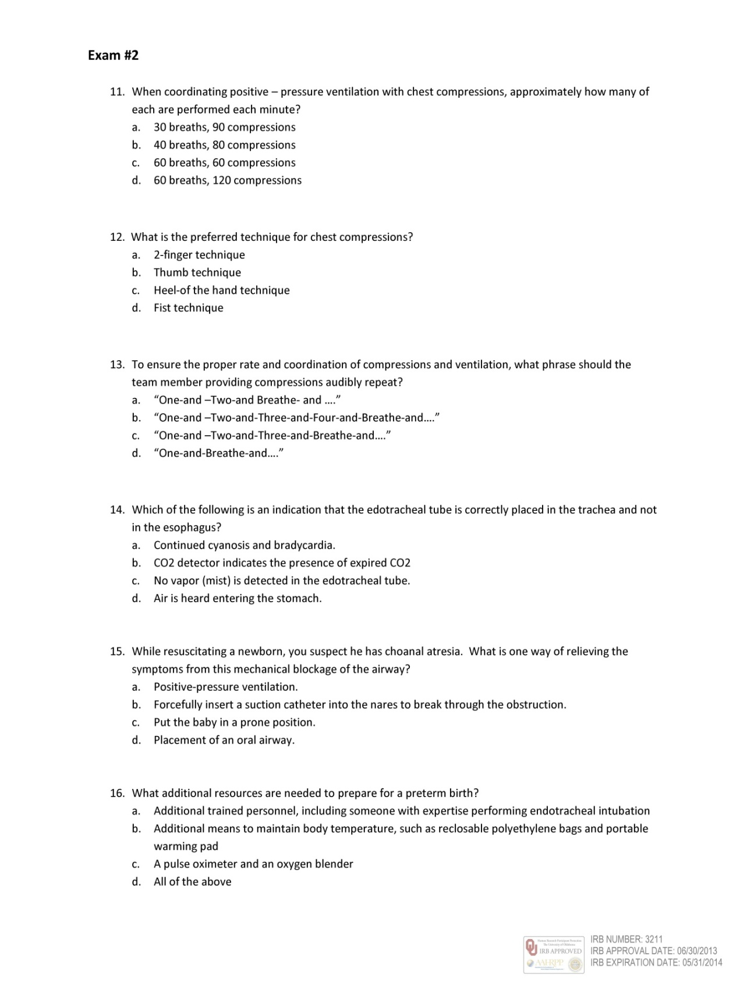 Exam #2
11. When coordinating positive – pressure ventilation with chest compressions, approximately how many of
each are performed each minute?
a. 30 breaths, 90 compressions
b. 40 breaths, 80 compressions
c. 60 breaths, 60 compressions
d. 60 breaths, 120 compressions
12. What is the preferred technique for chest compressions?
a. 2-finger technique
b. Thumb technique
c. Heel-of the hand technique
d. Fist technique
13. To ensure the proper rate and coordination of compressions and ventilation, what phrase should the
team member providing compressions audibly repeat?
a. “One-and –Two-and Breathe- and ....”
b. “One-and –Two-and-Three-and-Four-and-Breathe-and....”
c. “One-and –Two-and-Three-and-Breathe-and....”
d. “One-and-Breathe-and....”
14. Which of the following is an indication that the edotracheal tube is correctly placed in the trachea and not
in the esophagus?
a. Continued cyanosis and bradycardia.
b. CO2 detector indicates the presence of expired CO2
c. No vapor (mist) is detected in the edotracheal tube.
d. Air is heard entering the stomach.
15. While resuscitating a newborn, you suspect he has choanal atresia. What is one way of relieving the
symptoms from this mechanical blockage of the airway?
a. Positive-pressure ventilation.
b. Forcefully insert a suction catheter into the nares to break through the obstruction.
c. Put the baby in a prone position.
d. Placement of an oral airway.
16. What additional resources are needed to prepare for a preterm birth?
a. Additional trained personnel, including someone with expertise performing endotracheal intubation
b. Additional means to maintain body temperature, such as reclosable polyethylene bags and portable
warming pad
c. A pulse oximeter and an oxygen blender
d. All of the above
Human Research Participant Protection
The University of Oklahoma
IRB APPROVED
AAHRPP
IRB NUMBER: 3211
IRB APPROVAL DATE: 06/30/2013
IRB EXPIRATION DATE: 05/31/2014